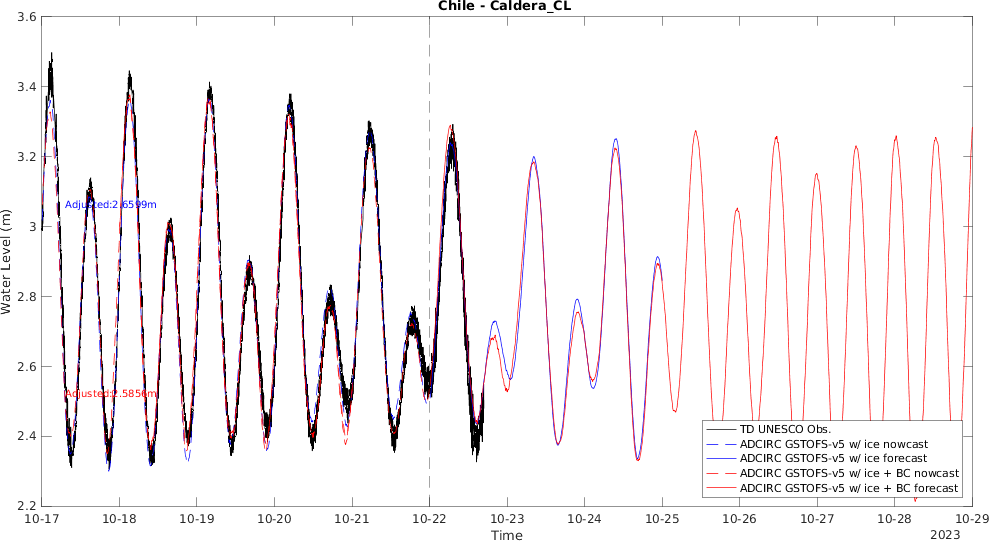 Chile - Caldera_CL
3.6
3.4
3.2
3
2.8
2.6
2.4
2.2
Water Level (m)
Adjusted:2.6599m
Adjusted:2.5856m
TD UNESCO Obs.
ADCIRC GSTOFS-v5 w/ ice nowcast
ADCIRC GSTOFS-v5 w/ ice forecast
ADCIRC GSTOFS-v5 w/ ice + BC nowcast
ADCIRC GSTOFS-v5 w/ ice + BC forecast
10-17 10-18 10-19 10-20 10-21 10-22 10-23 10-24 10-25 10-26 10-27 10-28 10-29
Time
2023